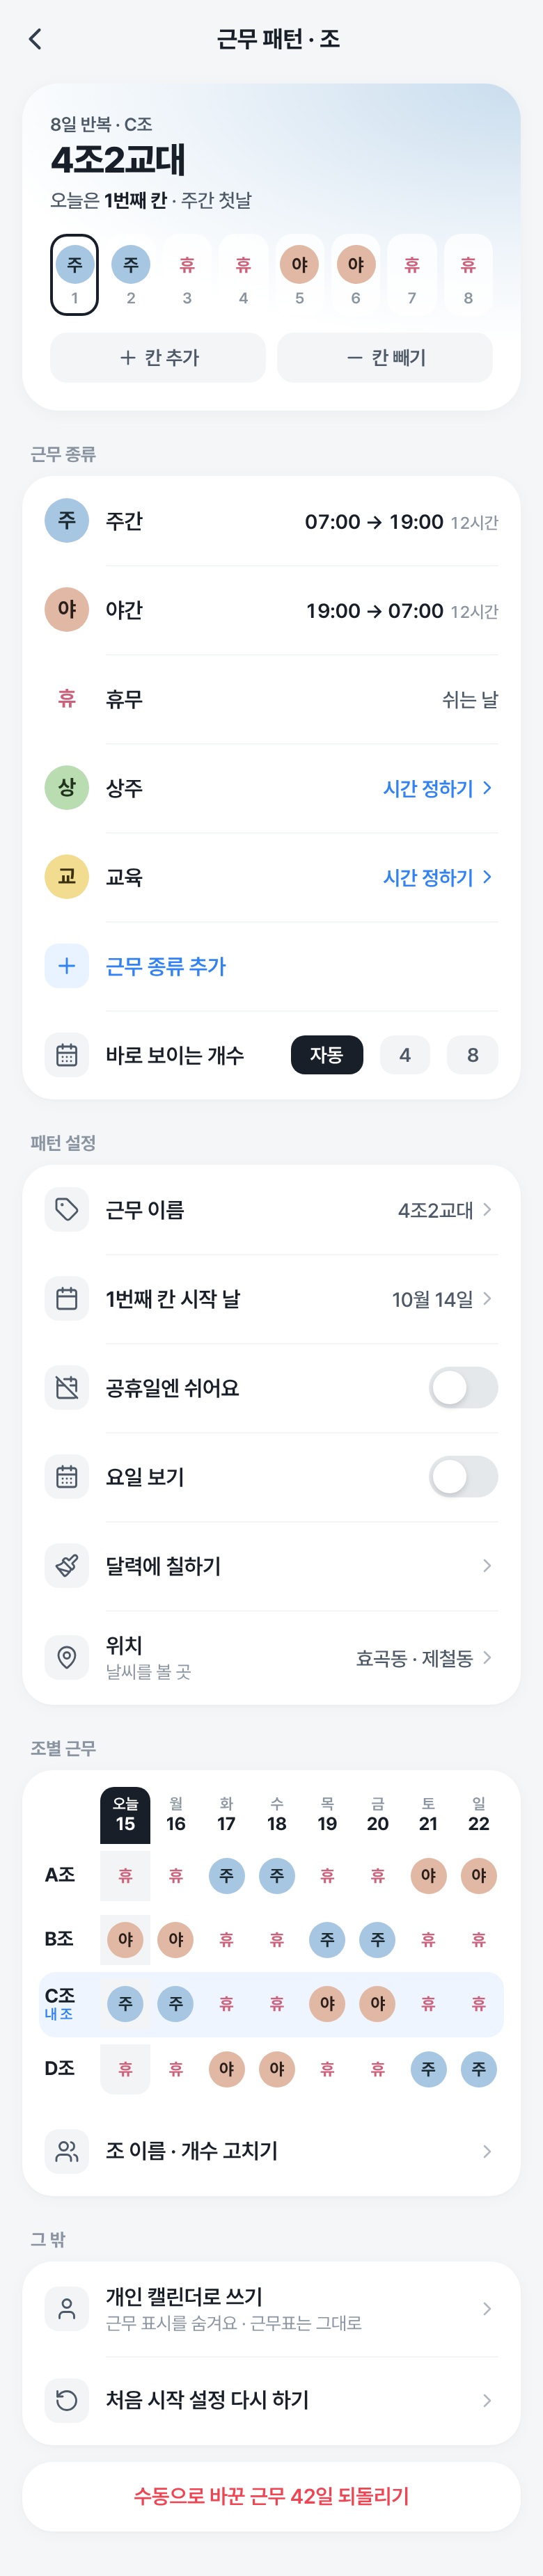 근무 패턴 · 조
8일 반복 · C조
4조2교대
오늘은 1번째 칸 · 주간 첫날
주 주 휴 휴 야 야 휴 휴
1 2 3 4 5 6 7 8
+ 칸 추가 − 칸 빼기
근무 종류
주 주간 07:00 → 19:00 12시간
야 야간 19:00 → 07:00 12시간
휴 휴무 쉬는 날
상 상주 시간 정하기
교 교육 시간 정하기
근무 종류 추가
바로 보이는 개수 자동 4 8
패턴 설정
근무 이름 4조2교대
1번째 칸 시작 날 10월 14일
공휴일엔 쉬어요
요일 보기
달력에 칠하기
위치
날씨를 볼 곳
효곡동 · 제철동
조별 근무
오늘 월 화 수 목 금 토 일
15 16 17 18 19 20 21 22
A조 휴 휴 주 주 휴 휴 야 야
B조 야 야 휴 휴 주 주 휴 휴
C조 주 주 휴 휴 야 야 휴 휴
내 조
D조 휴 휴 야 야 휴 휴 주 주
조 이름 · 개수 고치기
그 밖
개인 캘린더로 쓰기
근무 표시를 숨겨요 · 근무표는 그대로
처음 시작 설정 다시 하기
수동으로 바꾼 근무 42일 되돌리기